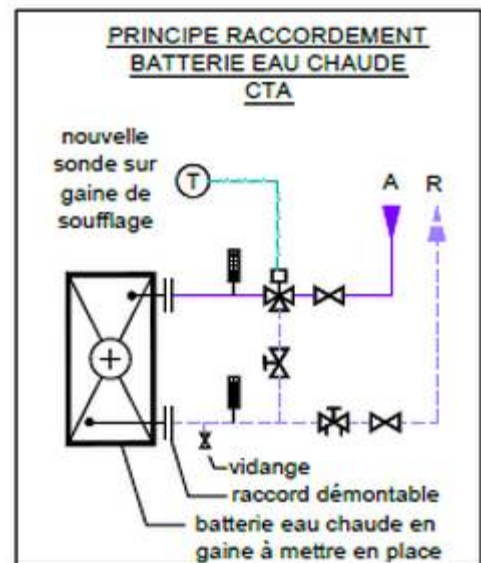 PRINCIPE RACCORDEMENT
BATTERIE EAU CHAUDE
CTA
nouvelle
sonde sur
gaine de
soufflage
T
A R
vidange
raccord démontable
batterie eau chaude en
gaine à mettre en place